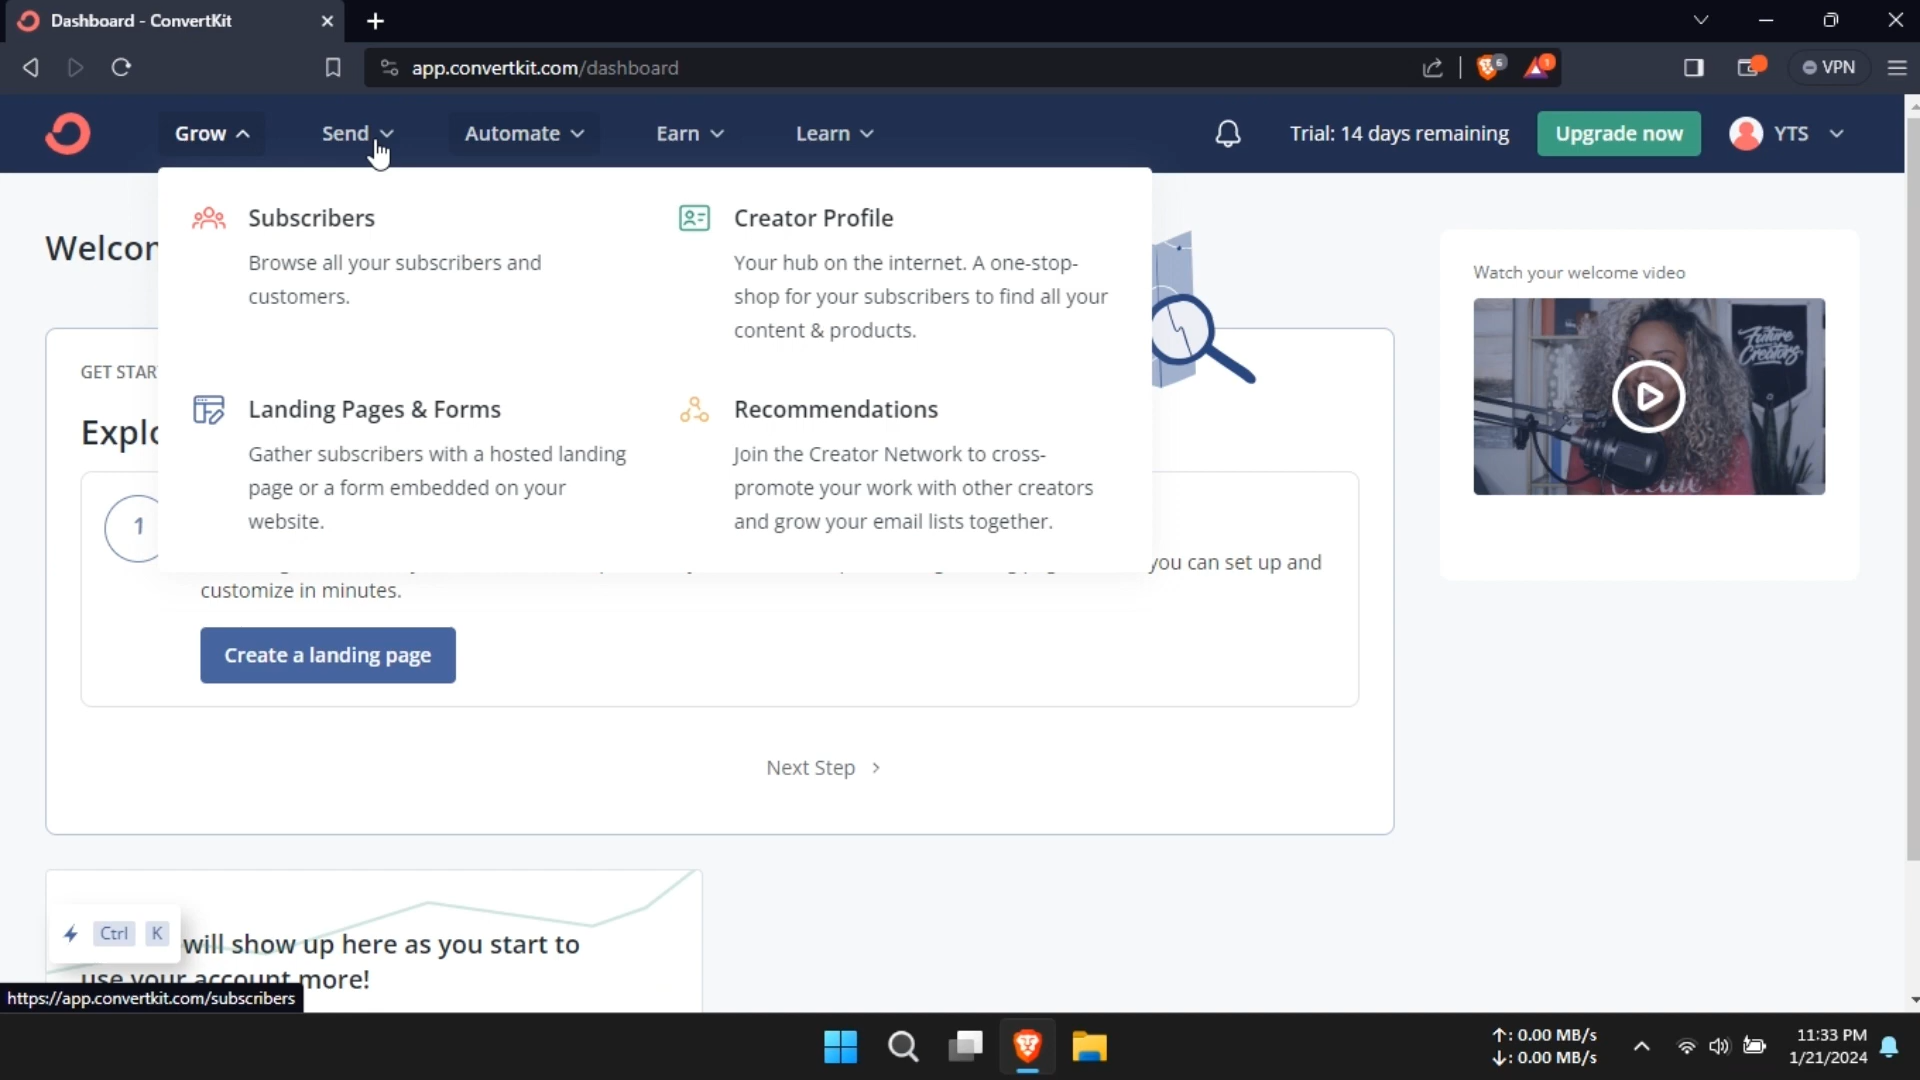 Dashboard - ConvertKit
app.convertkit.com/dashboard
6
1
VPN
Grow
Send
Automate
Earn
Learn
Trial: 14 days remaining
Upgrade now
YTS
Welcom
Subscribers
Browse all your subscribers and
customers.
Creator Profile
Your hub on the internet. A one-stop-
shop for your subscribers to find all your
content & products.
Landing Pages & Forms
Gather subscribers with a hosted landing
page or a form embedded on your
website.
Recommendations
Join the Creator Network to cross-
promote your work with other creators
and grow your email lists together.
Watch your welcome video
Future
Creators
GET STAR
Explo
1
you can set up and
customize in minutes.
Create a landing page
Next Step
Ctrl K
will show up here as you start to
use your account more!
https://app.convertkit.com/subscribers
↑: 0.00 MB/s
↓: 0.00 MB/s
11:33 PM
1/21/2024